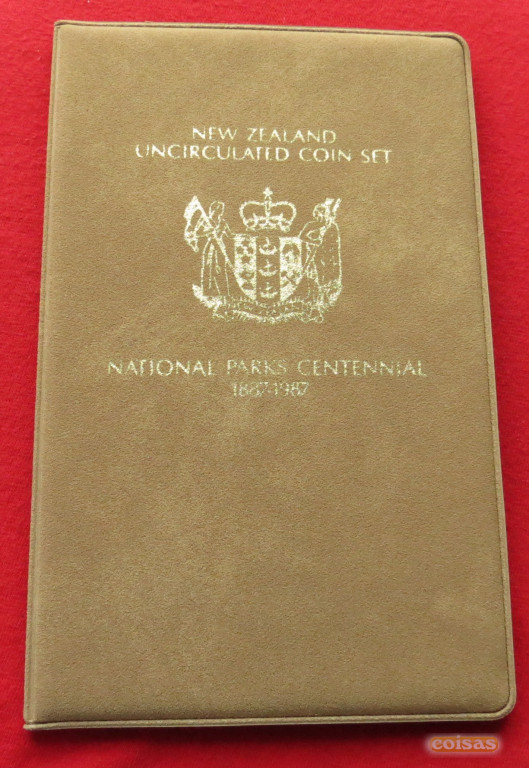 NEW ZEALAND
UNCIRCULATED COIN SET
NATIONAL PARKS CENTENNIAL
1887-1987
coisas